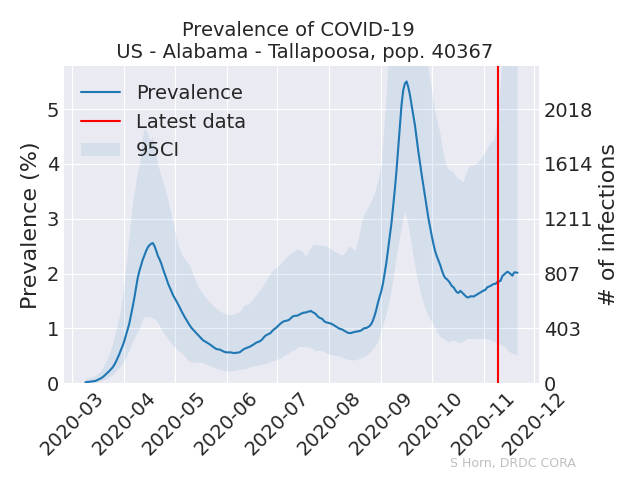 Prevalence of COVID-19
US - Alabama - Tallapoosa, pop. 40367
Prevalence
Latest data
95CI
Prevalence (%)
5
4
3
2
1
0
2018
1614
1211
807
403
0
# of infections
2020-03
2020-04
2020-05
2020-06
2020-07
2020-08
2020-09
2020-10
2020-11
2020-12
S Horn, DRDC CORA